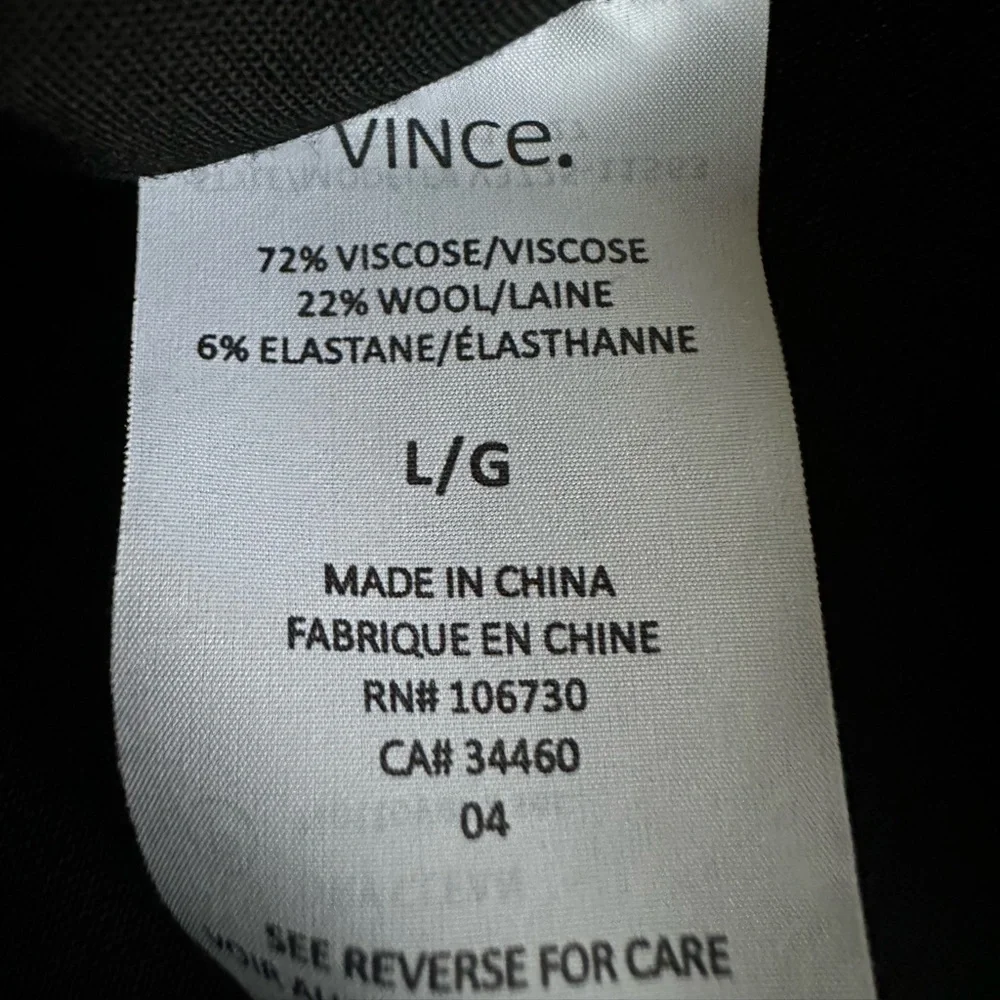 VINCe.
72% VISCOSE/VISCOSE
22% WOOL/LAINE
6% ELASTANE/ÉLASTHANNE
L/G
MADE IN CHINA
FABRIQUE EN CHINE
RN# 106730
CA# 34460
04
SEE REVERSE FOR CARE
VOIR